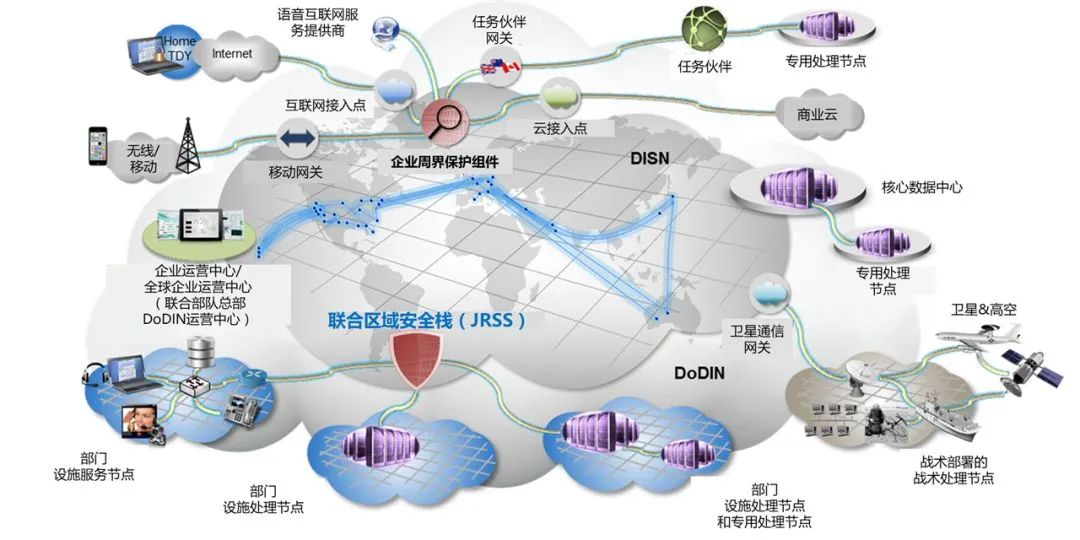 语音互联网服
务提供商
任务伙伴
网关
任务伙伴
专用处理节点
Home
TDY
Internet
互联网接入点
云接入点
商业云
无线/
移动
移动网关
企业周界保护组件
DISN
核心数据中心
专用处理
节点
企业运营中心/
全球企业运营中心
（联合部队总部
DoDIN运营中心）
联合区域安全栈（JRSS）
卫星通信
网关
卫星&高空
DoDIN
部门
设施服务节点
部门
设施处理节点
部门
设施处理节点
和专用处理节点
战术部署的
战术处理节点